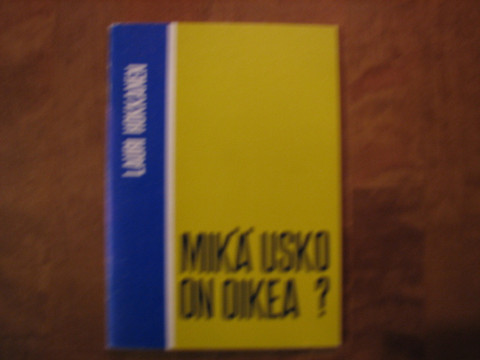 LAURI HOKKANEN
MIKÄ USKO
ON OIKEA ?